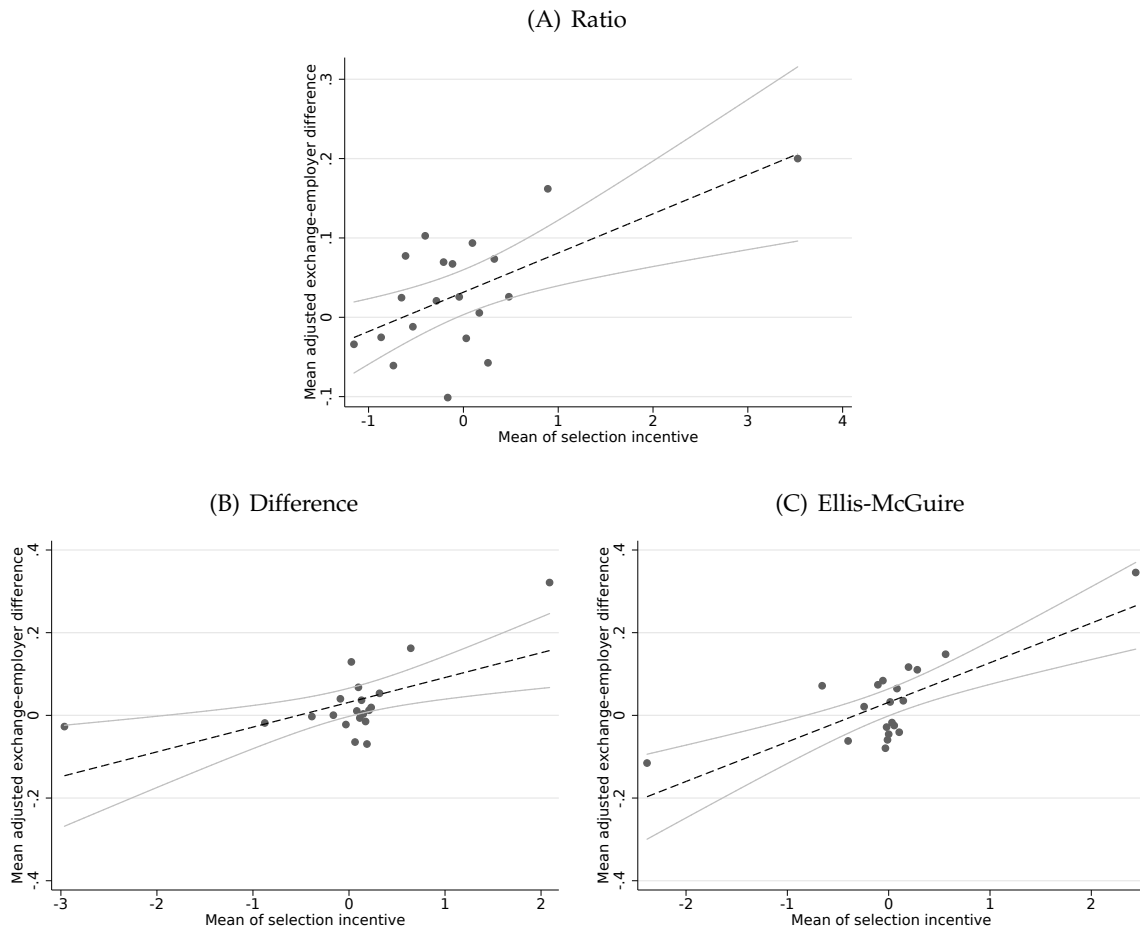 (A) Ratio
Mean adjusted exchange-employer difference
.3
.2
.1
0
-.1
-1 0 1 2 3 4
Mean of selection incentive
(B) Difference
Mean adjusted exchange-employer difference
.4
.2
0
-.2
-.4
-3 -2 -1 0 1 2
Mean of selection incentive
(C) Ellis-McGuire
Mean adjusted exchange-employer difference
.4
.2
0
-.2
-.4
-2 -1 0 1 2
Mean of selection incentive